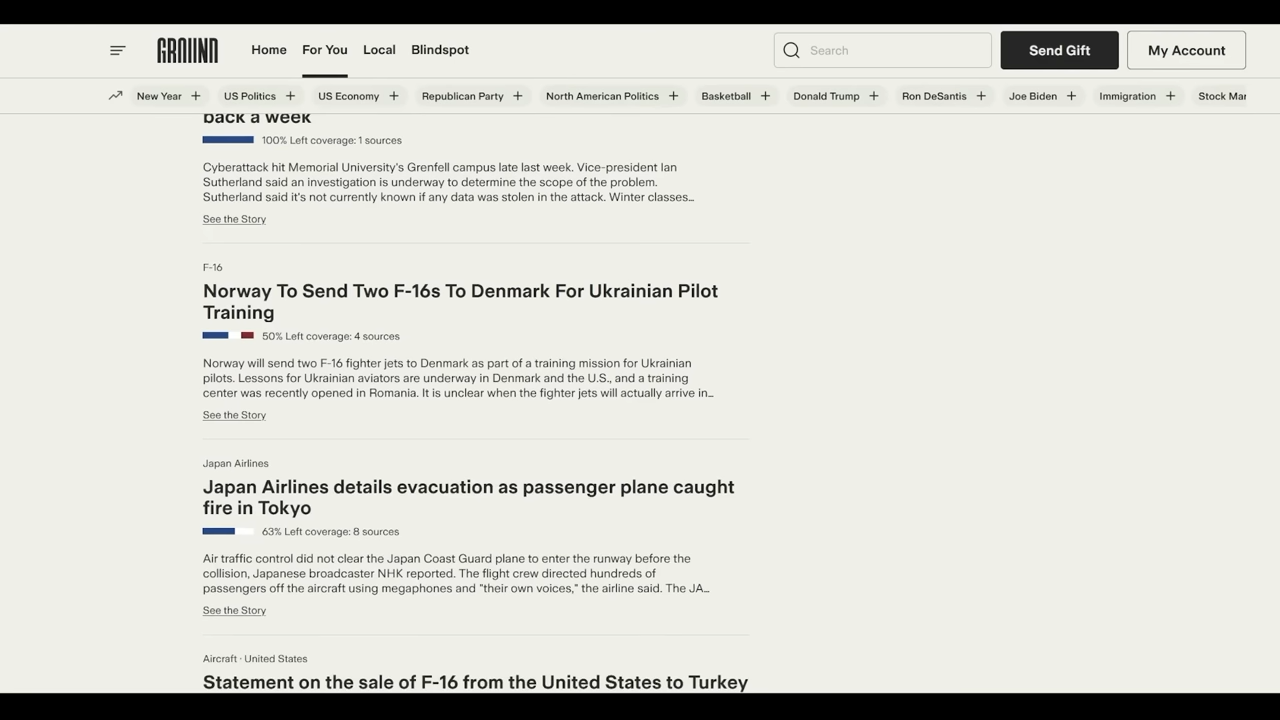 GROUND
Home
For You
Local
Blindspot
Search
Send Gift
My Account
New Year +
US Politics +
US Economy +
Republican Party +
North American Politics +
Basketball +
Donald Trump +
Ron DeSantis +
Joe Biden +
Immigration +
Stock Mar
back a week
100% Left coverage: 1 sources
Cyberattack hit Memorial University's Grenfell campus late last week. Vice-president Ian
Sutherland said an investigation is underway to determine the scope of the problem.
Sutherland said it's not currently known if any data was stolen in the attack. Winter classes…
See the Story
F-16
Norway To Send Two F-16s To Denmark For Ukrainian Pilot
Training
50% Left coverage: 4 sources
Norway will send two F-16 fighter jets to Denmark as part of a training mission for Ukrainian
pilots. Lessons for Ukrainian aviators are underway in Denmark and the U.S., and a training
center was recently opened in Romania. It is unclear when the fighter jets will actually arrive in…
See the Story
Japan Airlines
Japan Airlines details evacuation as passenger plane caught
fire in Tokyo
63% Left coverage: 8 sources
Air traffic control did not clear the Japan Coast Guard plane to enter the runway before the
collision, Japanese broadcaster NHK reported. The flight crew directed hundreds of
passengers off the aircraft using megaphones and "their own voices," the airline said. The JA…
See the Story
Aircraft · United States
Statement on the sale of F-16 from the United States to Turkey